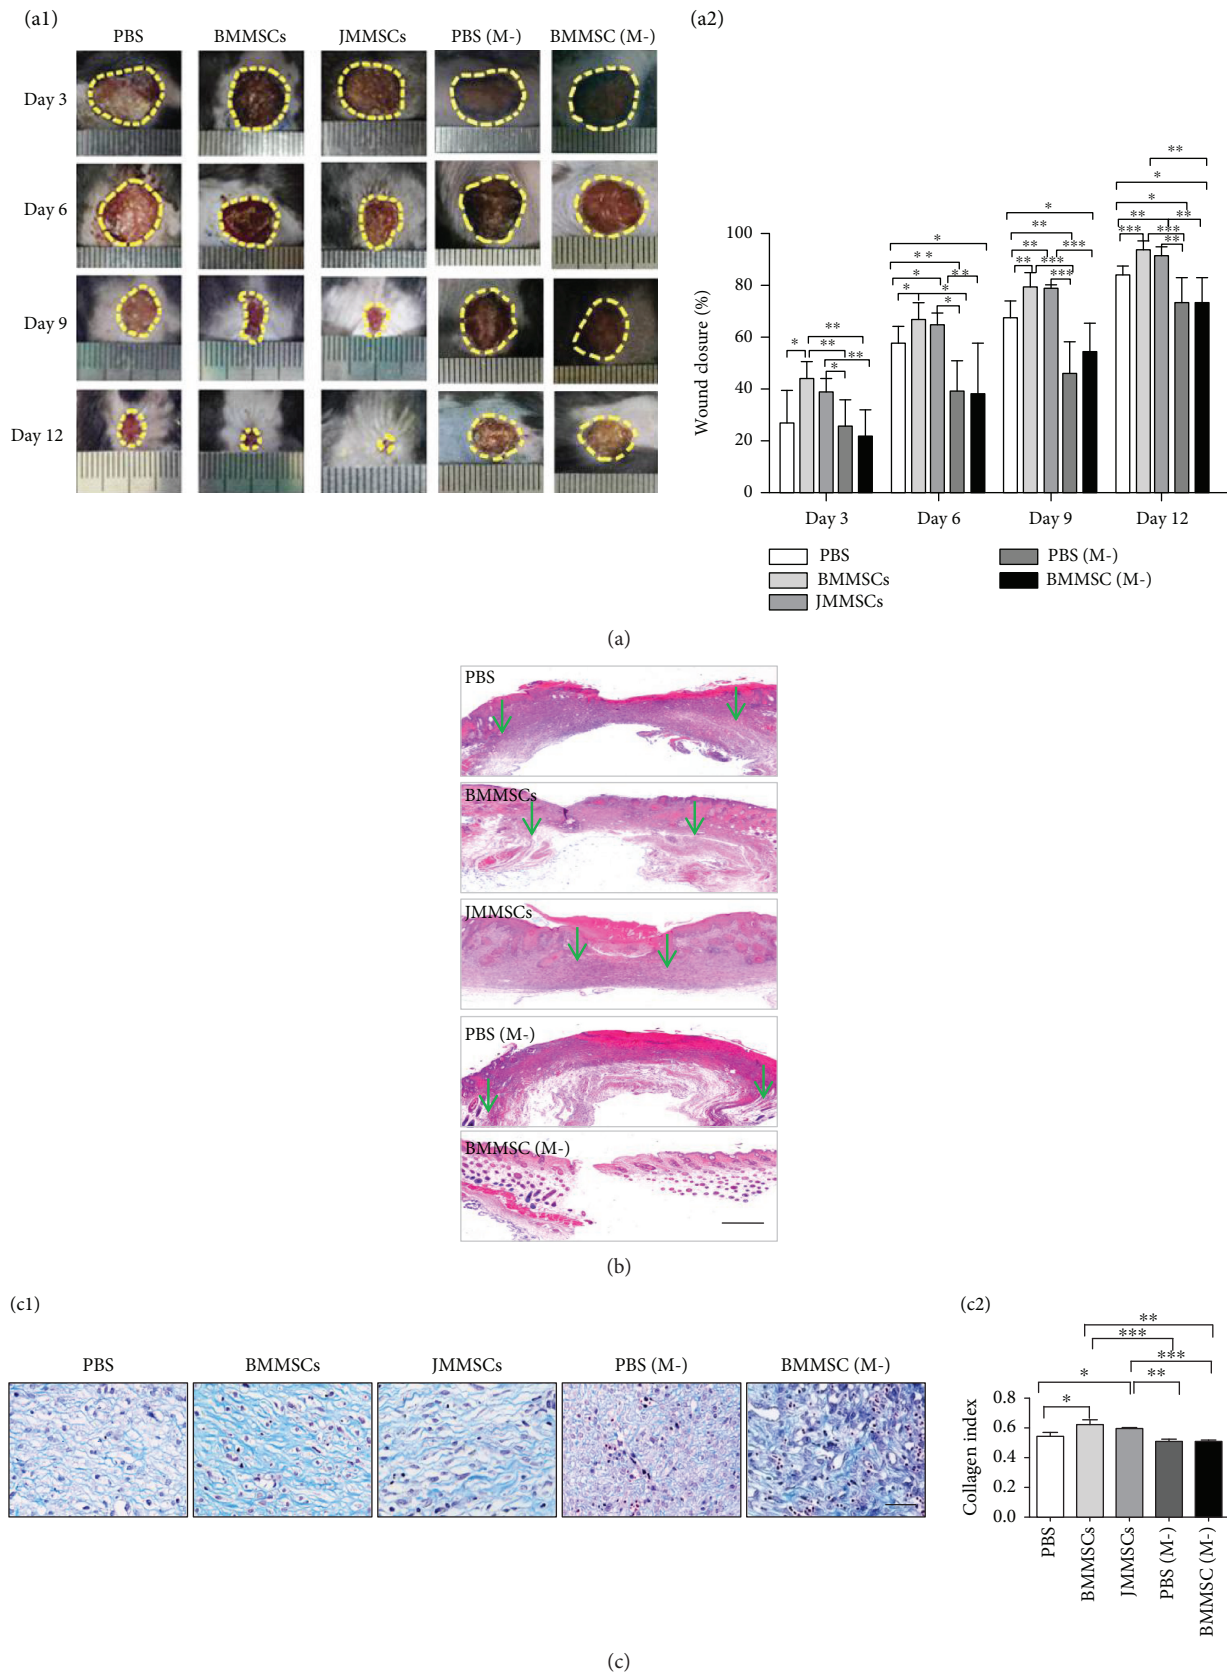 (a1)
PBS
BMMSCs
JMMSCs
PBS (M-)
BMMSC (M-)
Day 3
Day 6
Day 9
Day 12
(a2)
Wound closure (%)
100
80
60
40
20
0
Day 3
Day 6
Day 9
Day 12
**
*
*
** **
*** ***
**
*
**
** ***
** ***
***
*
**
* **
* *
*
**
* **
**
*
PBS
BMMSCs
JMMSCs
PBS (M-)
BMMSC (M-)
(a)
PBS
BMMSCs
JMMSCs
PBS (M-)
BMMSC (M-)
(b)
(c1)
PBS
BMMSCs
JMMSCs
PBS (M-)
BMMSC (M-)
(c2)
**
***
***
* **
*
Collagen index
0.8
0.6
0.4
0.2
0.0
PBS
BMMSCs
JMMSCs
PBS (M-)
BMMSC (M-)
(c)